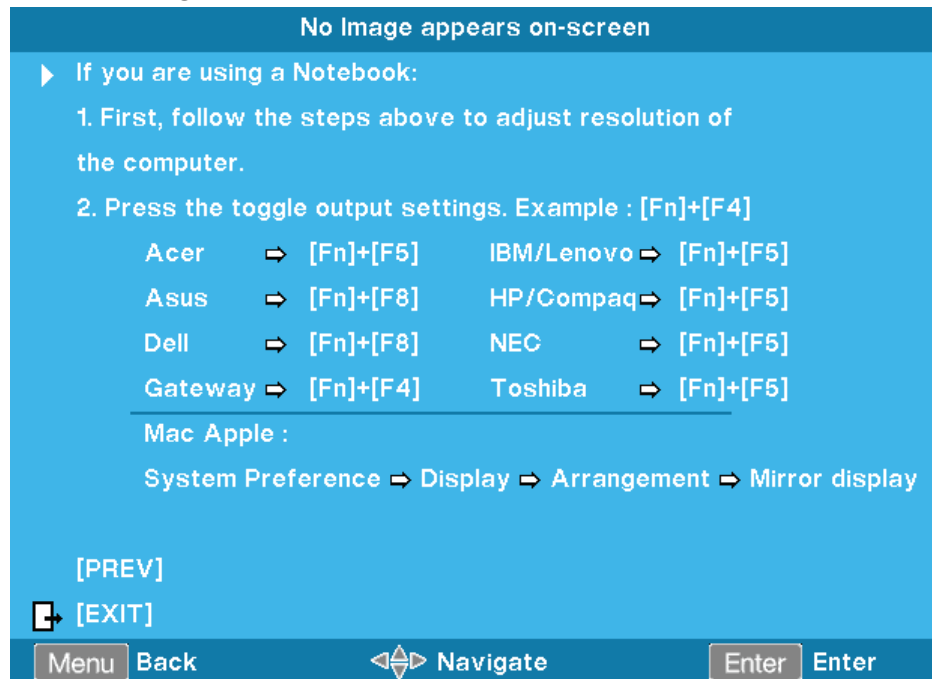 No Image appears on-screen
If you are using a Notebook:
1. First, follow the steps above to adjust resolution of
the computer.
2. Press the toggle output settings. Example : [Fn]+[F4]
Acer ⇨ [Fn]+[F5] IBM/Lenovo ⇨ [Fn]+[F5]
Asus ⇨ [Fn]+[F8] HP/Compaq ⇨ [Fn]+[F5]
Dell ⇨ [Fn]+[F8] NEC ⇨ [Fn]+[F5]
Gateway ⇨ [Fn]+[F4] Toshiba ⇨ [Fn]+[F5]
Mac Apple :
System Preference ⇨ Display ⇨ Arrangement ⇨ Mirror display
[PREV]
[EXIT]
Menu Back Navigate Enter Enter